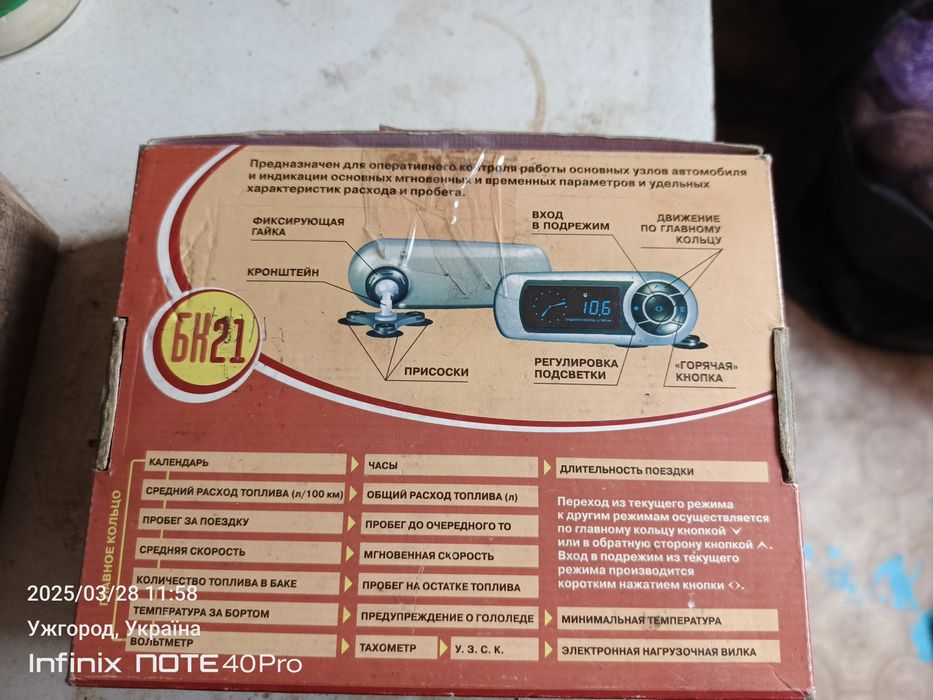 Предназначен для оперативного контроля работы основных узлов автомобиля
и индикации основных мгновенных и временных параметров и удельных
характеристик расхода и пробега.
ФИКСИРУЮЩАЯ
ГАЙКА
КРОНШТЕЙН
ВХОД
В ПОДРЕЖИМ
ДВИЖЕНИЕ
ПО ГЛАВНОМУ
КОЛЬЦУ
10,6
СРЕДНИЙ РАСХОД, л/100 км
БК21
ПРИСОСКИ
РЕГУЛИРОВКА
ПОДСВЕТКИ
«ГОРЯЧАЯ»
КНОПКА
ГЛАВНОЕ КОЛЬЦО
КАЛЕНДАРЬ
ЧАСЫ
ДЛИТЕЛЬНОСТЬ ПОЕЗДКИ
СРЕДНИЙ РАСХОД ТОПЛИВА (л/100 км)
ОБЩИЙ РАСХОД ТОПЛИВА (л)
ПРОБЕГ ЗА ПОЕЗДКУ
ПРОБЕГ ДО ОЧЕРЕДНОГО ТО
СРЕДНЯЯ СКОРОСТЬ
МГНОВЕННАЯ СКОРОСТЬ
КОЛИЧЕСТВО ТОПЛИВА В БАКЕ
ПРОБЕГ НА ОСТАТКЕ ТОПЛИВА
Переход из текущего режима
к другим режимам осуществляется
по главному кольцу кнопкой ⌄
или в обратную сторону кнопкой ⌃.
Вход в подрежим из текущего
режима производится
коротким нажатием кнопки <>.
ТЕМПЕРАТУРА ЗА БОРТОМ
ПРЕДУПРЕЖДЕНИЕ О ГОЛОЛЕДЕ
МИНИМАЛЬНАЯ ТЕМПЕРАТУРА
ВОЛЬТМЕТР
ТАХОМЕТР
У. З. С. К.
ЭЛЕКТРОННАЯ НАГРУЗОЧНАЯ ВИЛКА
2025/03/28 11:58
Ужгород, Україна
Infinix NOTE 40Pro